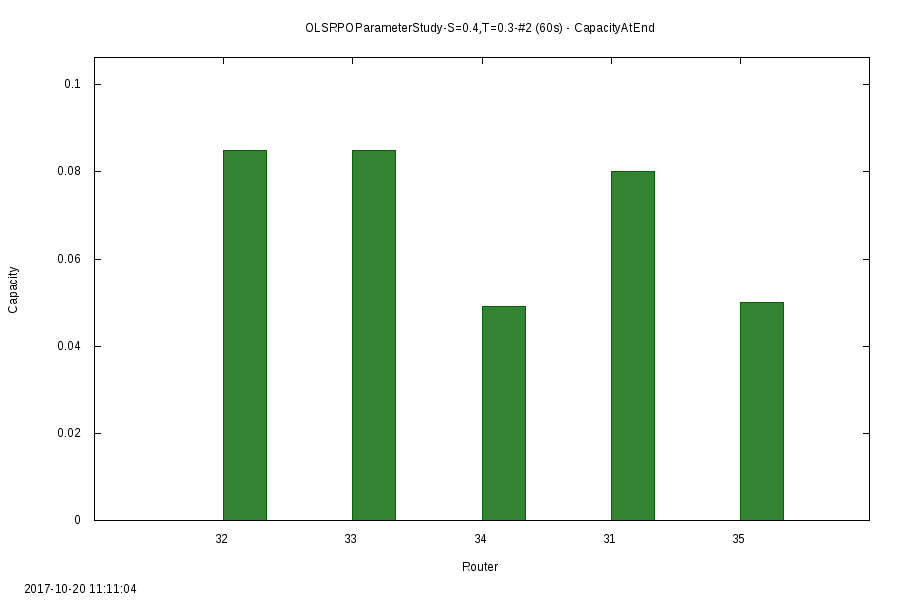 OLSRPOParameterStudy-S=0.4,T=0.3-#2 (60s) - CapacityAtEnd
0.1
0.08
0.06
0.04
0.02
0
Capacity
32 33 34 31 35
Router
2017-10-20 11:11:04